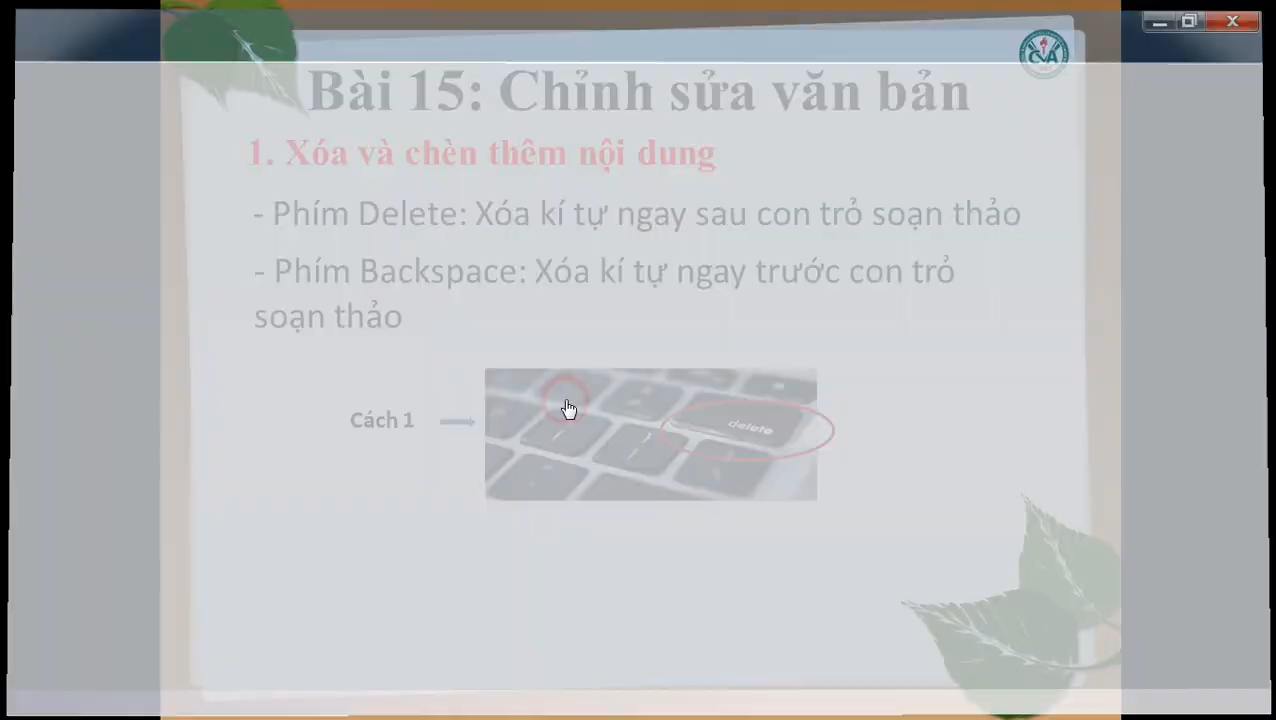 CVA
Bài 15: Chỉnh sửa văn bản
1. Xóa và chèn thêm nội dung
- Phím Delete: Xóa kí tự ngay sau con trỏ soạn thảo
- Phím Backspace: Xóa kí tự ngay trước con trỏ
soạn thảo
Cách 1
delete